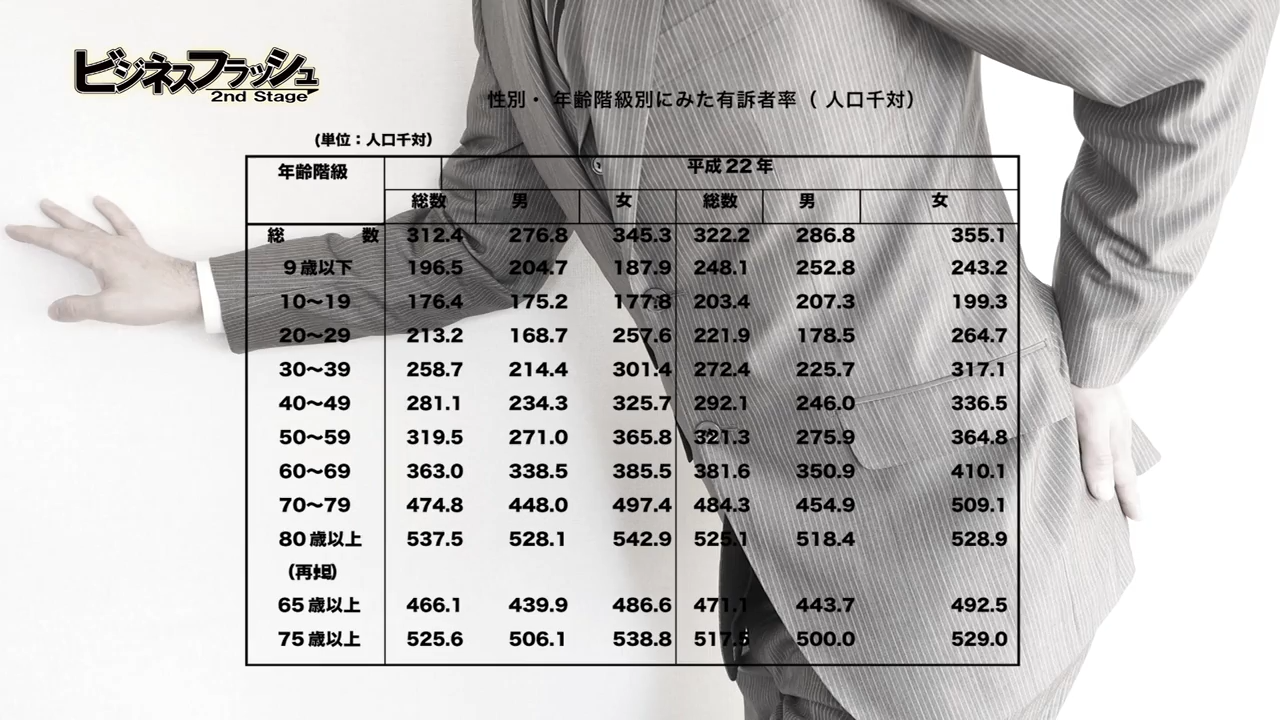 ビジネスフラッシュ
2nd Stage
性別・ 年齢階級別にみた有訴者率（ 人口千対）
(単位：人口千対)
年齢階級 平成22年
総数 男 女 総数 男 女
総 数 312.4 276.8 345.3 322.2 286.8 355.1
9歳以下 196.5 204.7 187.9 248.1 252.8 243.2
10〜19 176.4 175.2 177.8 203.4 207.3 199.3
20〜29 213.2 168.7 257.6 221.9 178.5 264.7
30〜39 258.7 214.4 301.4 272.4 225.7 317.1
40〜49 281.1 234.3 325.7 292.1 246.0 336.5
50〜59 319.5 271.0 365.8 321.3 275.9 364.8
60〜69 363.0 338.5 385.5 381.6 350.9 410.1
70〜79 474.8 448.0 497.4 484.3 454.9 509.1
80歳以上 537.5 528.1 542.9 525.1 518.4 528.9
65歳以上 466.1 439.9 486.6 471.1 443.7 492.5
75歳以上 525.6 506.1 538.8 517.5 500.0 529.0